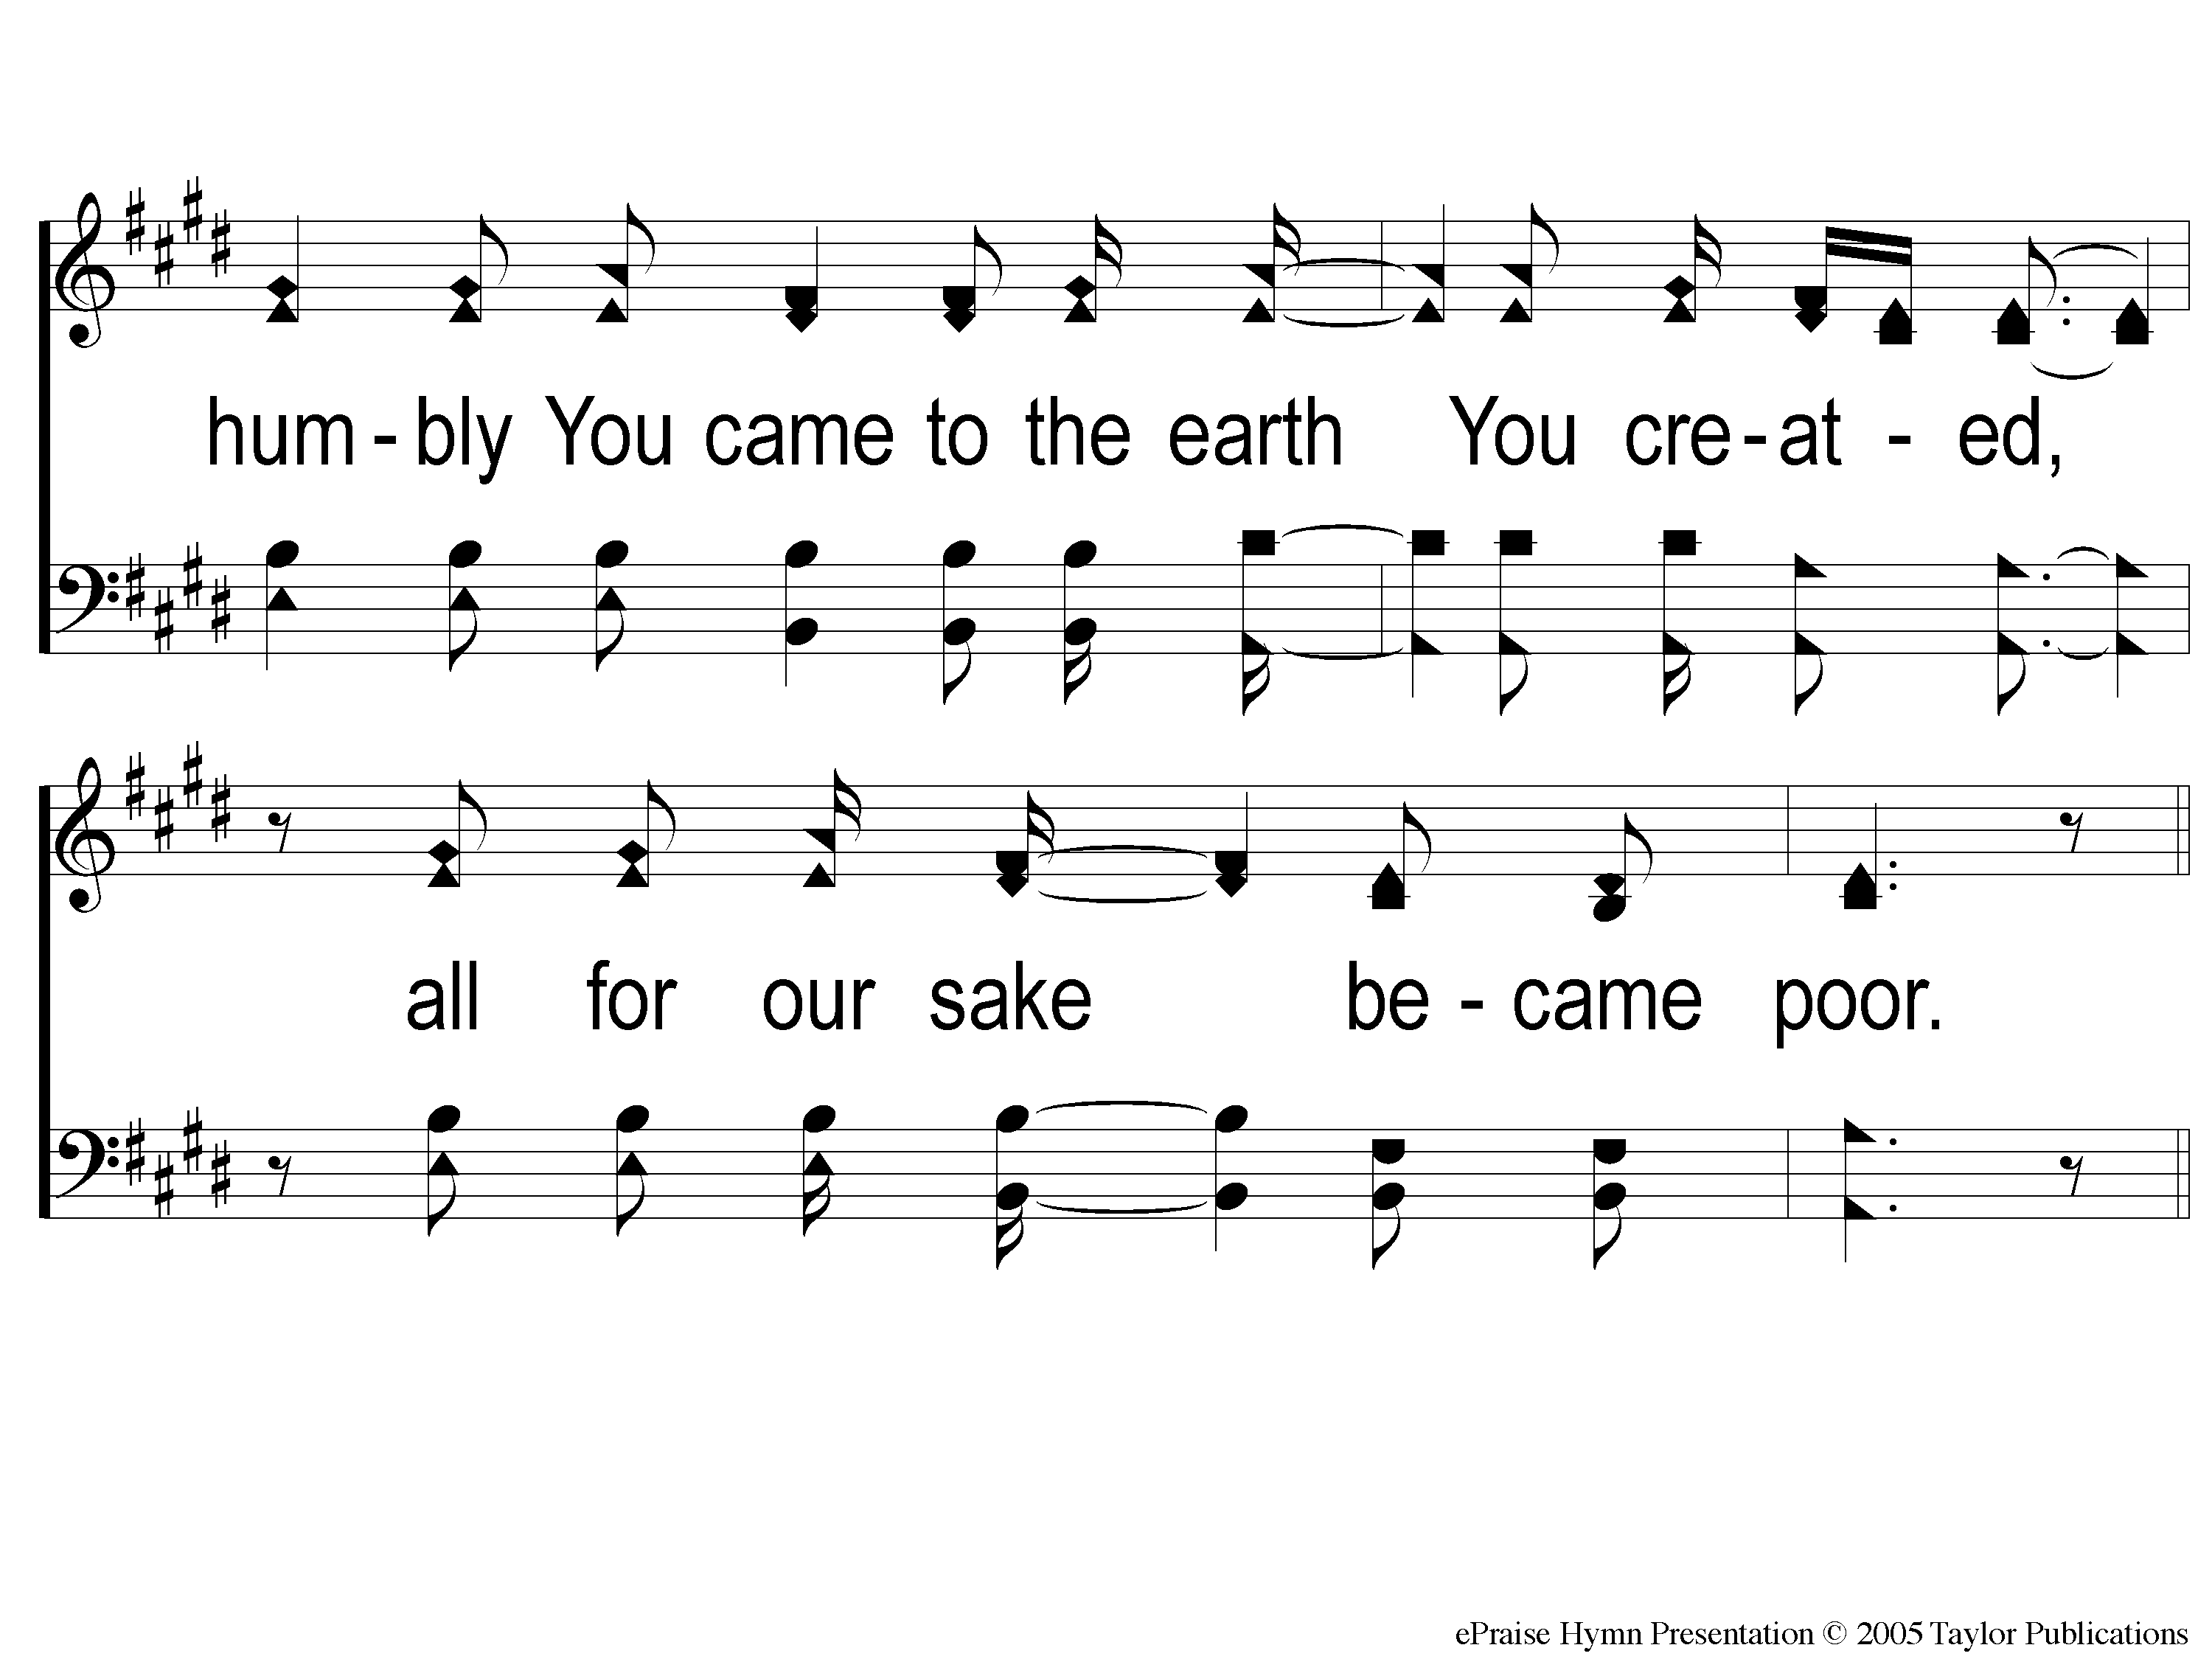 hum - bly You came to the earth You cre - at - ed,
all for our sake be - came poor.
ePraise Hymn Presentation © 2005 Taylor Publications